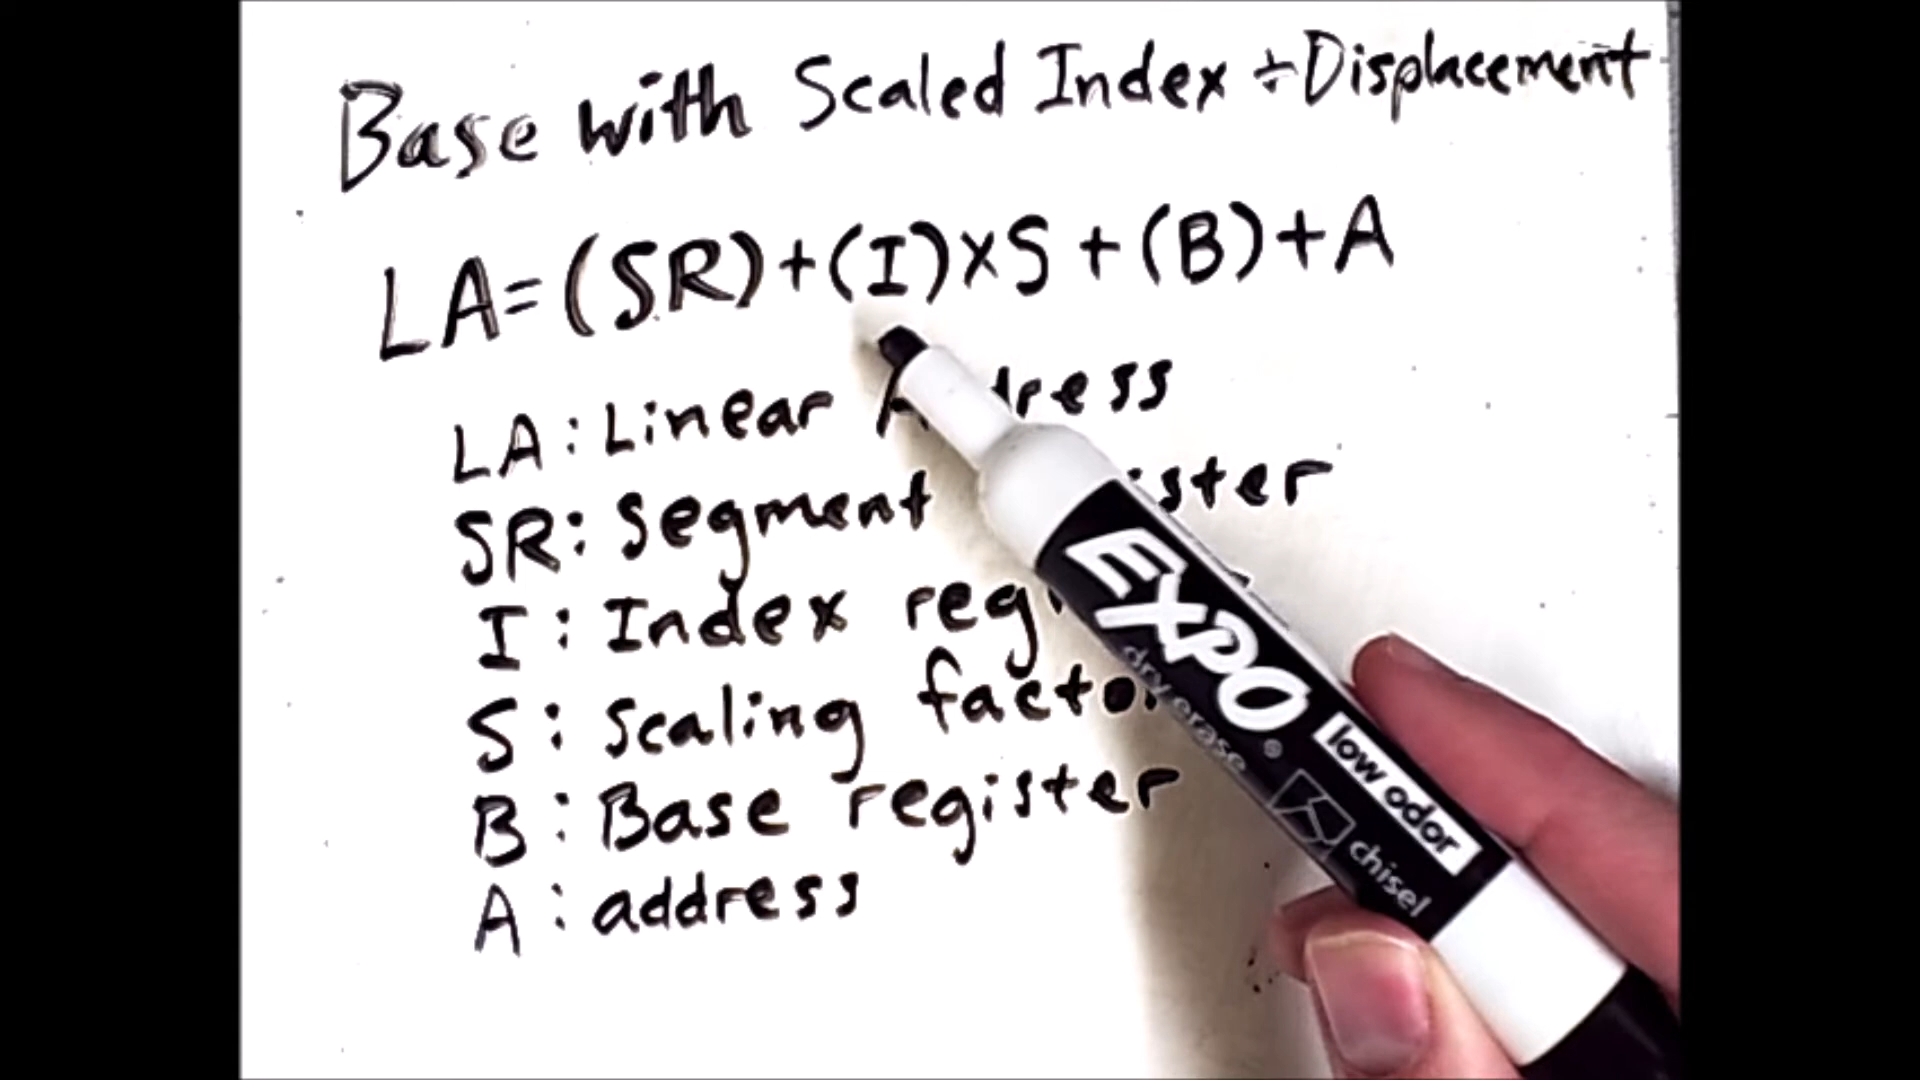 Base with Scaled Index + Displacement
LA=(SR)+(I)×S+(B)+A
LA: Linear
SR: Segment
I: Index
S: Scaling factor
B: Base register
A: address
EXPO®
dry erase
low odor
chisel